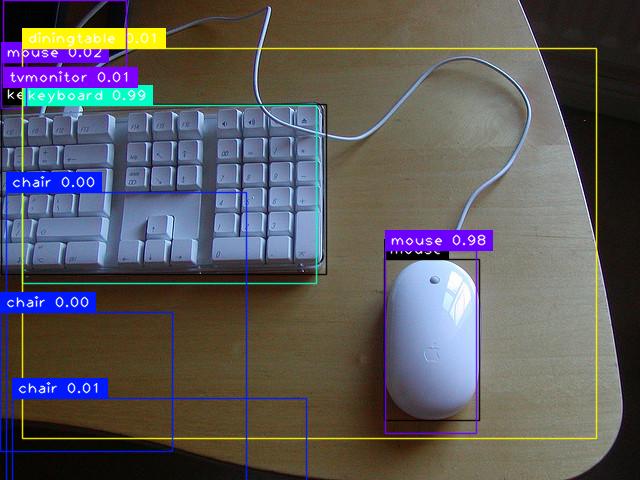 diningtable 0.01
mouse 0.02
tvmonitor 0.01
keyboard 0.99
chair 0.00
mouse 0.98
mouse
chair 0.00
chair 0.01